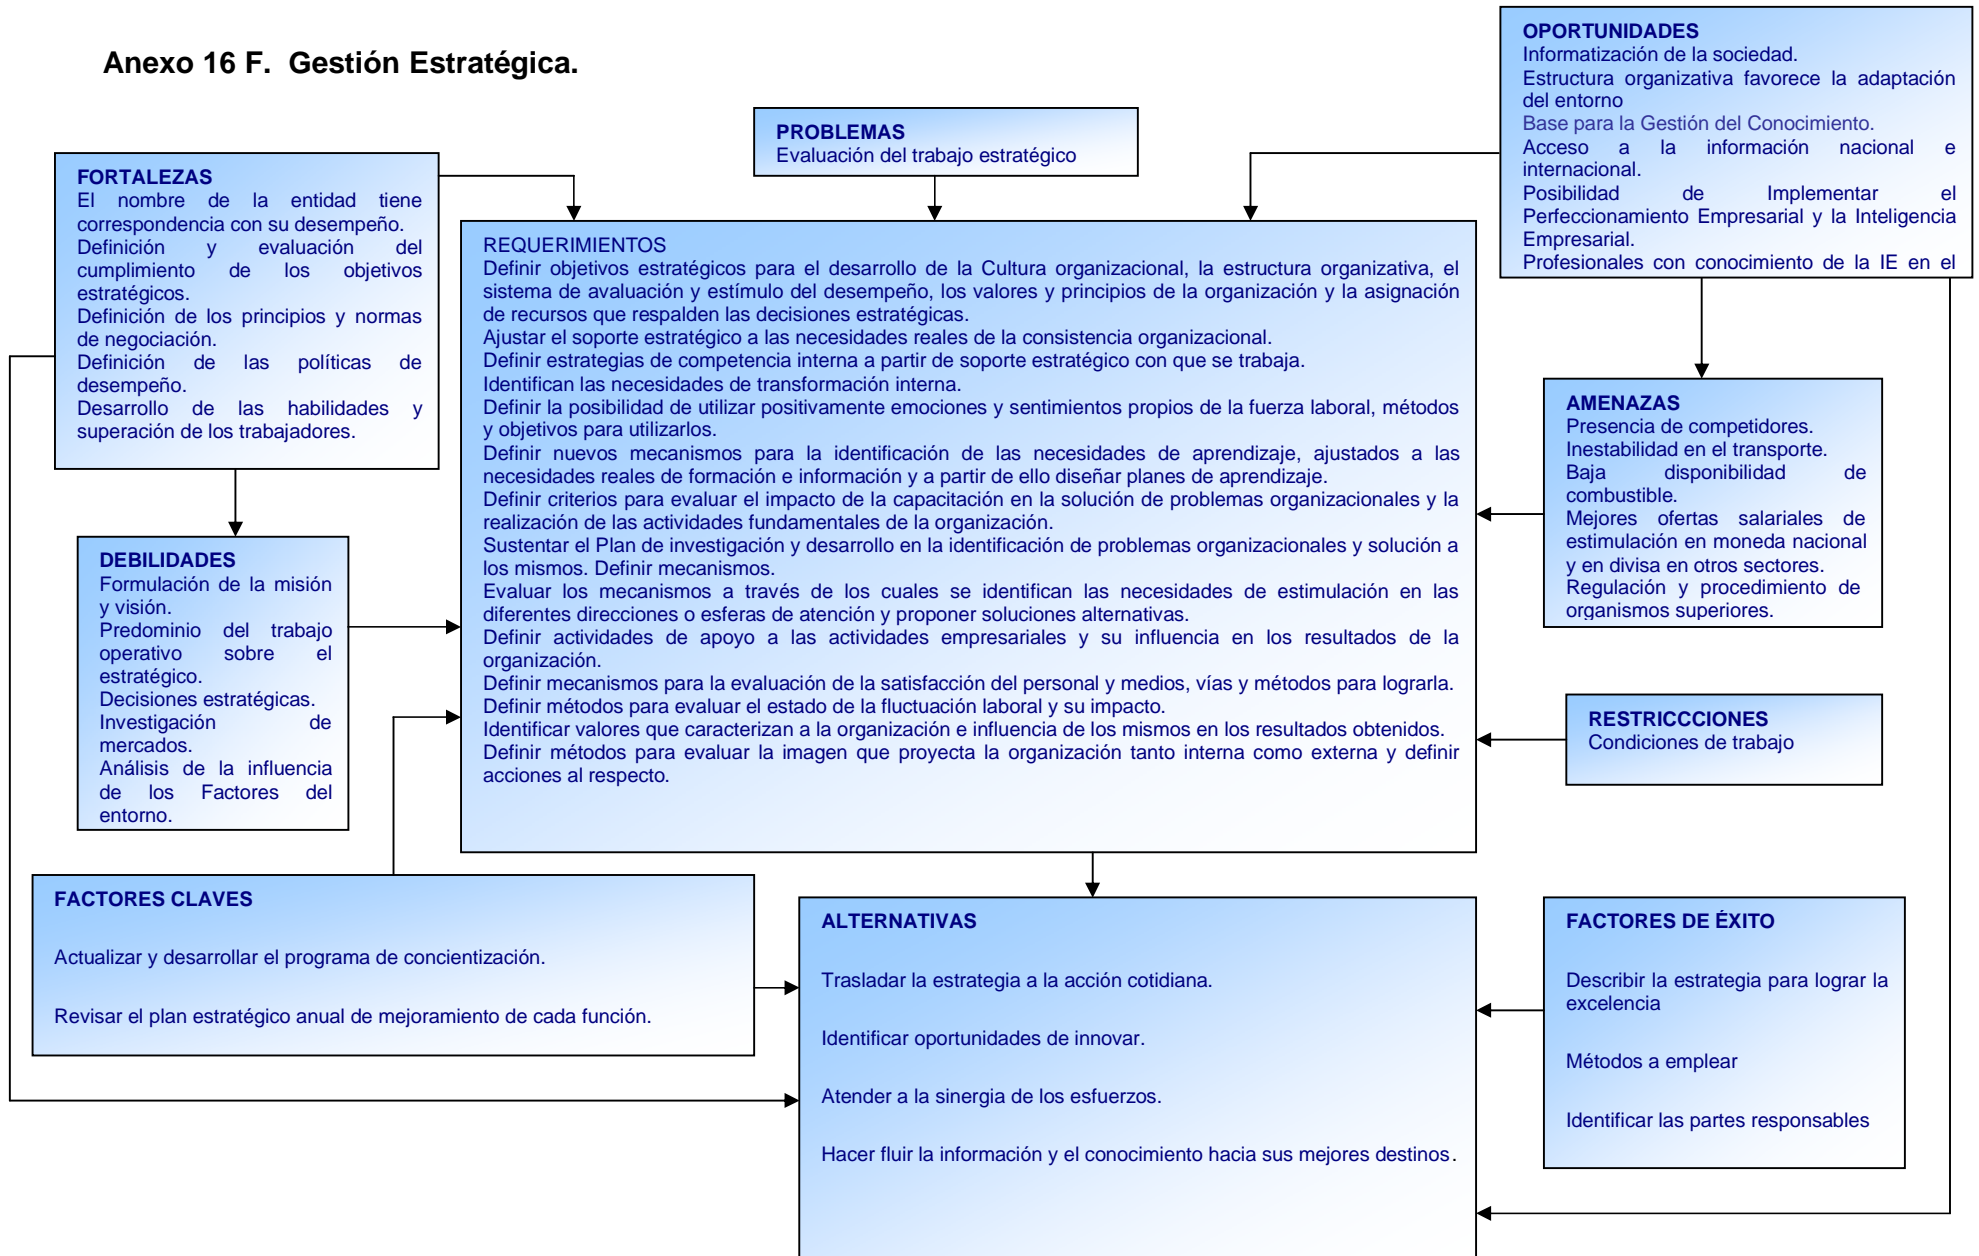 Anexo 16 F. Gestión Estratégica.
OPORTUNIDADES
Informatización de la sociedad.
Estructura organizativa favorece la adaptación
del entorno
Base para la Gestión del Conocimiento.
Acceso a la información nacional e
internacional.
Posibilidad de Implementar el
Perfeccionamiento Empresarial y la Inteligencia
Empresarial.
Profesionales con conocimiento de la IE en el
PROBLEMAS
Evaluación del trabajo estratégico
FORTALEZAS
El nombre de la entidad tiene
correspondencia con su desempeño.
Definición y evaluación del
cumplimiento de los objetivos
estratégicos.
Definición de los principios y normas
de negociación.
Definición de las políticas de
desempeño.
Desarrollo de las habilidades y
superación de los trabajadores.
REQUERIMIENTOS
Definir objetivos estratégicos para el desarrollo de la Cultura organizacional, la estructura organizativa, el
sistema de avaluación y estímulo del desempeño, los valores y principios de la organización y la asignación
de recursos que respalden las decisiones estratégicas.
Ajustar el soporte estratégico a las necesidades reales de la consistencia organizacional.
Definir estrategias de competencia interna a partir de soporte estratégico con que se trabaja.
Identifican las necesidades de transformación interna.
Definir la posibilidad de utilizar positivamente emociones y sentimientos propios de la fuerza laboral, métodos
y objetivos para utilizarlos.
Definir nuevos mecanismos para la identificación de las necesidades de aprendizaje, ajustados a las
necesidades reales de formación e información y a partir de ello diseñar planes de aprendizaje.
Definir criterios para evaluar el impacto de la capacitación en la solución de problemas organizacionales y la
realización de las actividades fundamentales de la organización.
Sustentar el Plan de investigación y desarrollo en la identificación de problemas organizacionales y solución a
los mismos. Definir mecanismos.
Evaluar los mecanismos a través de los cuales se identifican las necesidades de estimulación en las
diferentes direcciones o esferas de atención y proponer soluciones alternativas.
Definir actividades de apoyo a las actividades empresariales y su influencia en los resultados de la
organización.
Definir mecanismos para la evaluación de la satisfacción del personal y medios, vías y métodos para lograrla.
Definir métodos para evaluar el estado de la fluctuación laboral y su impacto.
Identificar valores que caracterizan a la organización e influencia de los mismos en los resultados obtenidos.
Definir métodos para evaluar la imagen que proyecta la organización tanto interna como externa y definir
acciones al respecto.
AMENAZAS
Presencia de competidores.
Inestabilidad en el transporte.
Baja disponibilidad de
combustible.
Mejores ofertas salariales de
estimulación en moneda nacional
y en divisa en otros sectores.
Regulación y procedimiento de
organismos superiores.
DEBILIDADES
Formulación de la misión
y visión.
Predominio del trabajo
operativo sobre el
estratégico.
Decisiones estratégicas.
Investigación de
mercados.
Análisis de la influencia
de los Factores del
entorno.
RESTRICCCIONES
Condiciones de trabajo
FACTORES CLAVES
Actualizar y desarrollar el programa de concientización.
Revisar el plan estratégico anual de mejoramiento de cada función.
ALTERNATIVAS
Trasladar la estrategia a la acción cotidiana.
Identificar oportunidades de innovar.
Atender a la sinergia de los esfuerzos.
Hacer fluir la información y el conocimiento hacia sus mejores destinos.
FACTORES DE ÉXITO
Describir la estrategia para lograr la
excelencia
Métodos a emplear
Identificar las partes responsables